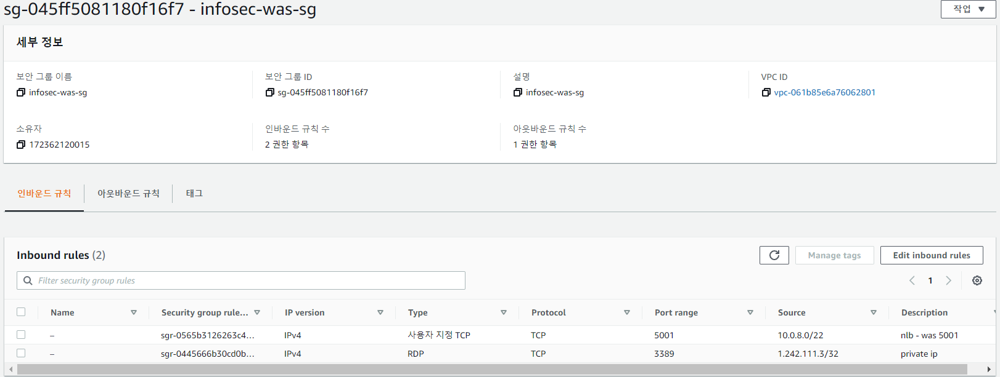 sg-045ff5081180f16f7 - infosec-was-sg
작업
세부 정보
보안 그룹 이름
infosec-was-sg
보안 그룹 ID
sg-045ff5081180f16f7
설명
infosec-was-sg
VPC ID
vpc-061b85e6a76062801
소유자
172362120015
인바운드 규칙 수
2 권한 항목
아웃바운드 규칙 수
1 권한 항목
인바운드 규칙 아웃바운드 규칙 태그
Inbound rules (2)
Manage tags
Edit inbound rules
Filter security group rules
1
Name Security group rule... IP version Type Protocol Port range Source Description
– sgr-0565b3126263c4... IPv4 사용자 지정 TCP TCP 5001 10.0.8.0/22 nlb - was 5001
– sgr-0445666b30cd0b... IPv4 RDP TCP 3389 1.242.111.3/32 private ip